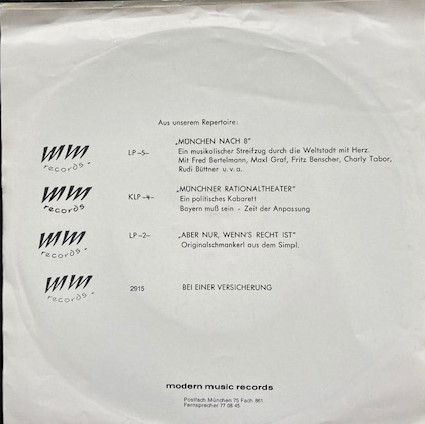 Aus unserem Repertoire:
mm records LP-5- „MÜNCHEN NACH 8"
Ein musikalischer Streifzug durch die Weltstadt mit Herz.
Mit Fred Bertelmann, Maxl Graf, Fritz Benscher, Charly Tabor,
Rudi Büttner u.v.a.
mm records KLP-4- „MÜNCHNER RATIONALTHEATER"
Ein politisches Kabarett
Bayern muß sein - Zeit der Anpassung
mm records LP-2- „ABER NUR, WENN'S RECHT IST"
Originalschmankerl aus dem Simpl.
mm records 2915 BEI EINER VERSICHERUNG
modern music records
Postfach München 75 Fach 861
Fernsprecher 77 08 45